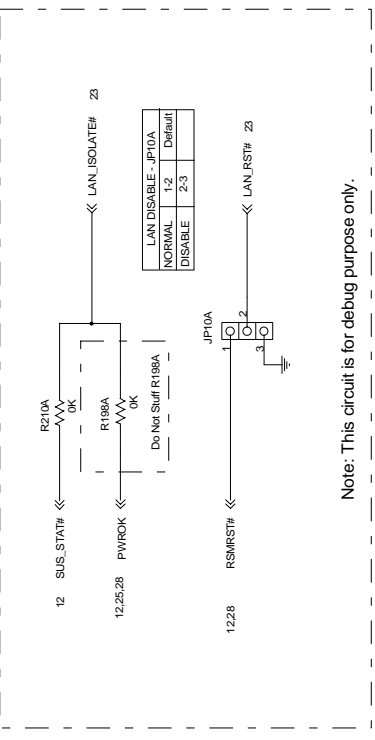 LAN_ISOLATE# 23
R210A
0K
12 SUS_STAT#
R198A
0K
12,25,28 PWROK
Do Not Stuff R198A
LAN DISABLE - JP10A
NORMAL 1-2 Default
DISABLE 2-3
JP10A
1
2
3
LAN_RST# 23
12,28 RSMRST#
Note: This circuit is for debug purpose only.